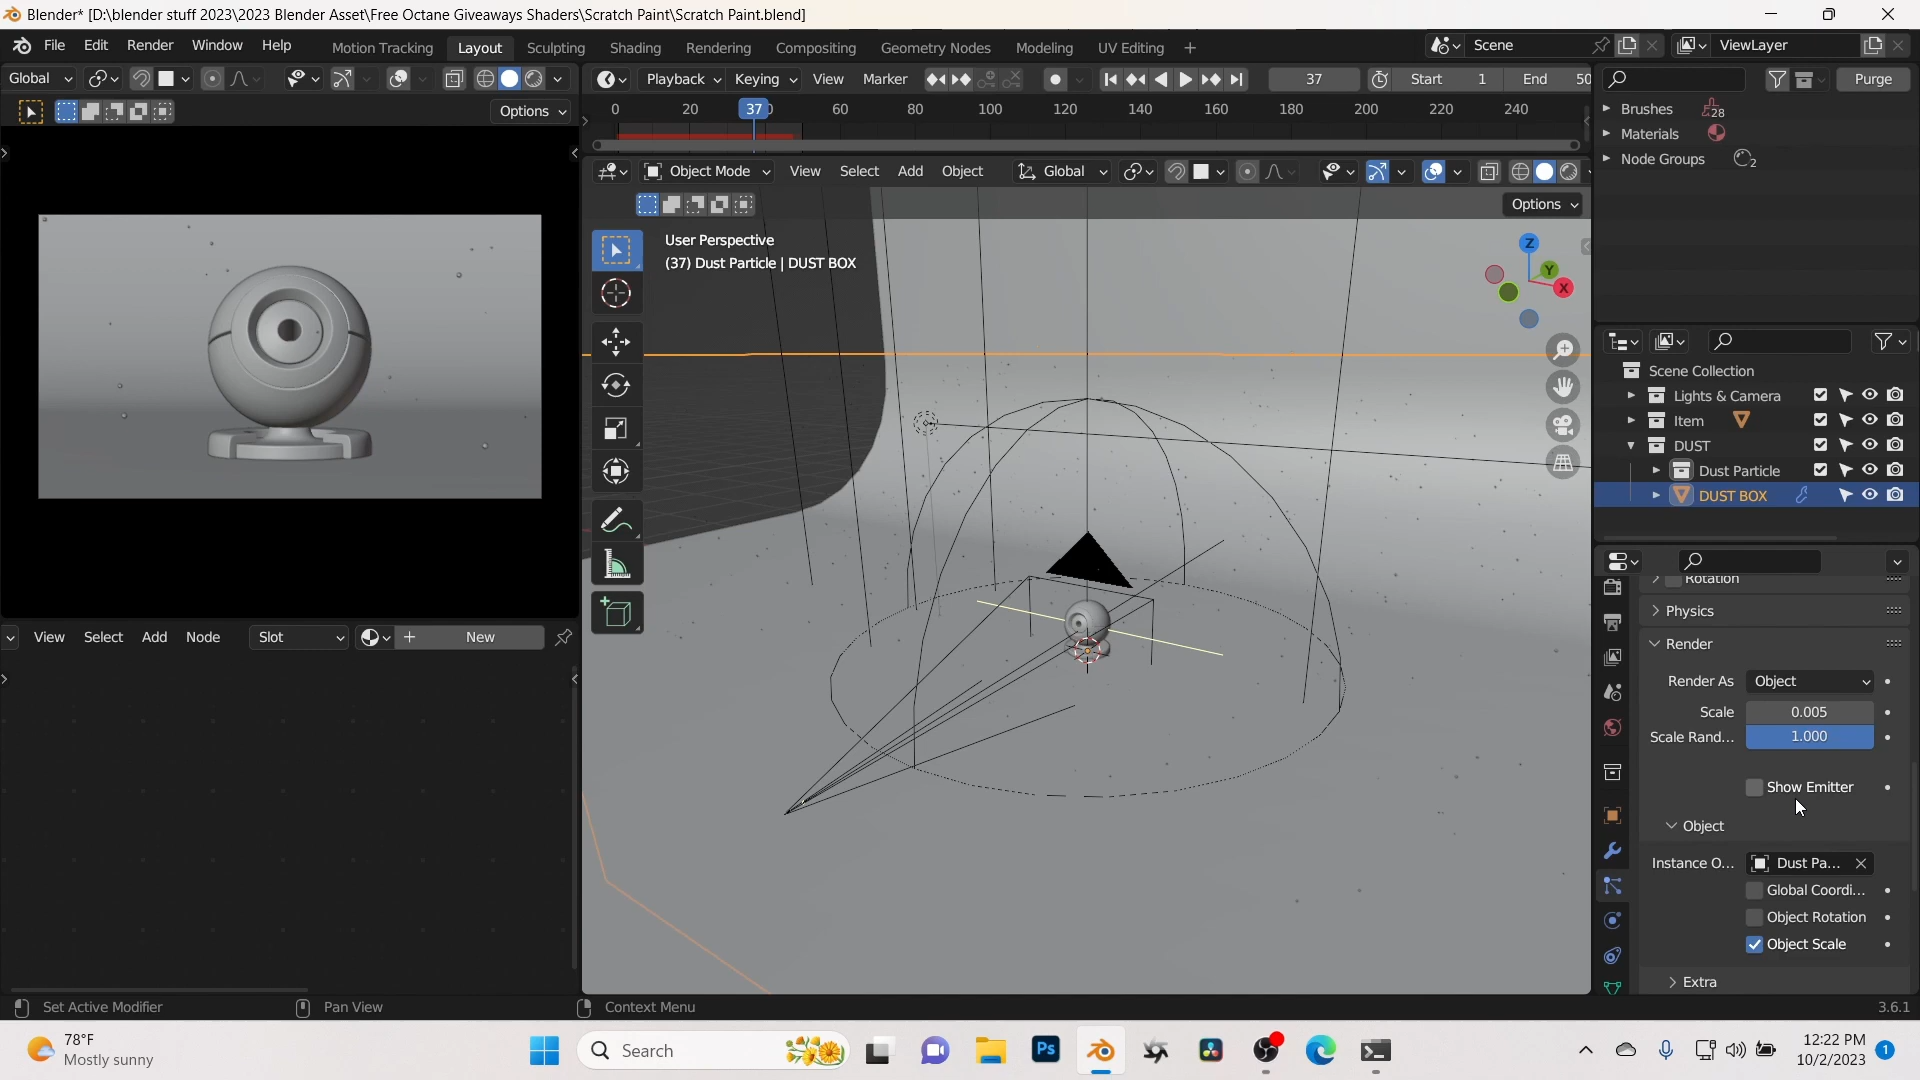 Blender* [D:\blender stuff 2023\2023 Blender Asset\Free Octane Giveaways Shaders\Scratch Paint\Scratch Paint.blend]
File Edit Render Window Help Motion Tracking Layout Sculpting Shading Rendering Compositing Geometry Nodes Modeling UV Editing + Scene ViewLayer
Global Playback Keying View Marker 37 Start 1 End 50 Purge
Options 0 20 37 60 80 100 120 140 160 180 200 220 240
Brushes 28
Materials
Node Groups 2
Object Mode View Select Add Object Global
Options
User Perspective
(37) Dust Particle | DUST BOX
Z
Y
X
Scene Collection
Lights & Camera
Item
DUST
Dust Particle
DUST BOX
Rotation
Physics
Render
Render As Object
Scale 0.005
Scale Rand... 1.000
Show Emitter
Object
Instance O... Dust Pa...
Global Coordi...
Object Rotation
Object Scale
Extra
View Select Add Node Slot New
Set Active Modifier Pan View Context Menu 3.6.1
78°F
Mostly sunny
Search
Ps
12:22 PM
10/2/2023
1